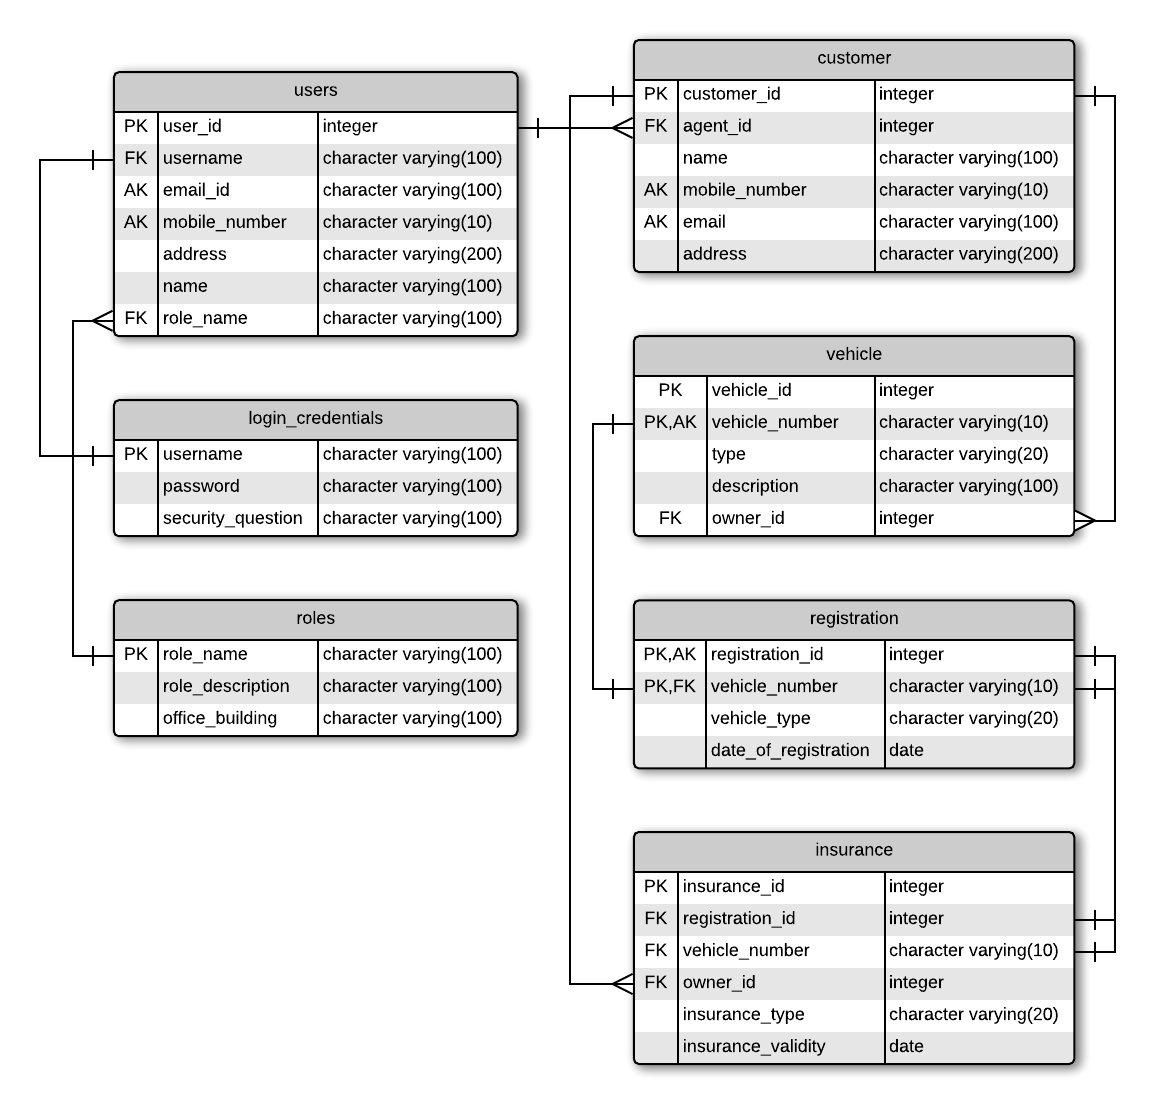 users
PK user_id integer
FK username character varying(100)
AK email_id character varying(100)
AK mobile_number character varying(10)
address character varying(200)
name character varying(100)
FK role_name character varying(100)
login_credentials
PK username character varying(100)
password character varying(100)
security_question character varying(100)
roles
PK role_name character varying(100)
role_description character varying(100)
office_building character varying(100)
customer
PK customer_id integer
FK agent_id integer
name character varying(100)
AK mobile_number character varying(10)
AK email character varying(100)
address character varying(200)
vehicle
PK vehicle_id integer
PK,AK vehicle_number character varying(10)
type character varying(20)
description character varying(100)
FK owner_id integer
registration
PK,AK registration_id integer
PK,FK vehicle_number character varying(10)
vehicle_type character varying(20)
date_of_registration date
insurance
PK insurance_id integer
FK registration_id integer
FK vehicle_number character varying(10)
FK owner_id integer
insurance_type character varying(20)
insurance_validity date